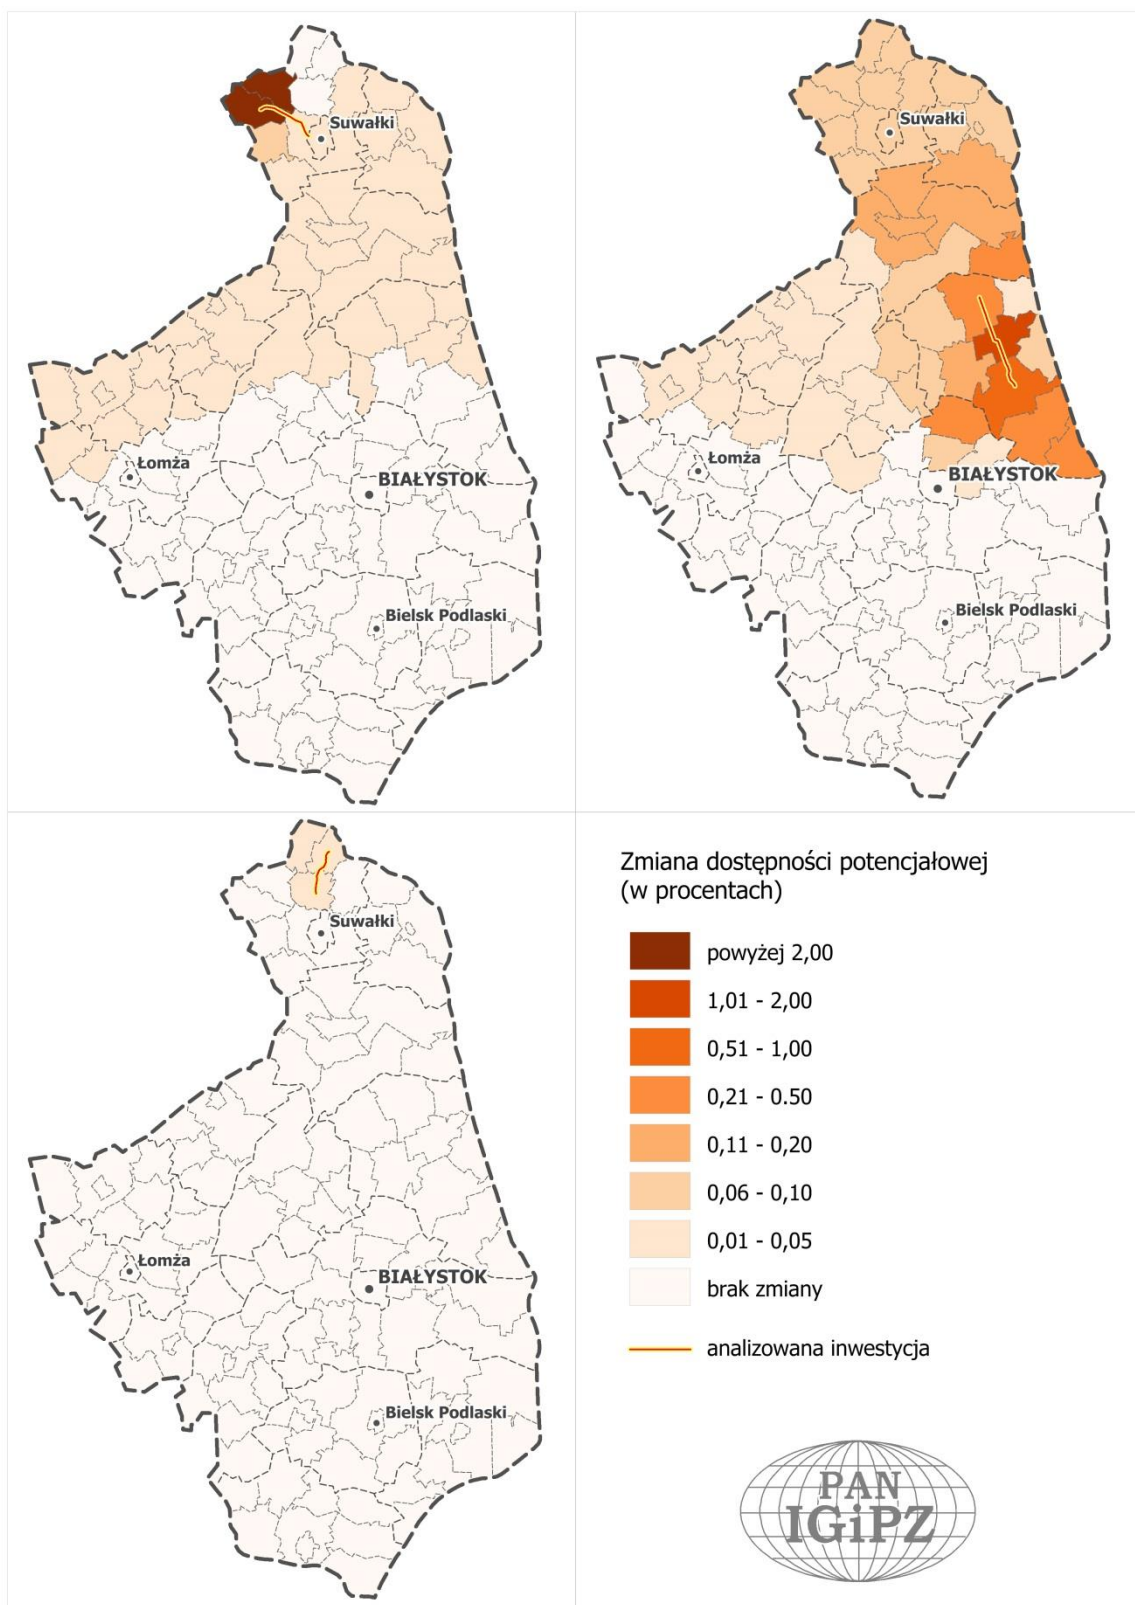 Suwałki
Łomża
BIAŁYSTOK
Bielsk Podlaski
Suwałki
Łomża
BIAŁYSTOK
Bielsk Podlaski
Suwałki
Łomża
BIAŁYSTOK
Bielsk Podlaski
Zmiana dostępności potencjałowej
(w procentach)
powyżej 2,00
1,01 - 2,00
0,51 - 1,00
0,21 - 0.50
0,11 - 0,20
0,06 - 0,10
0,01 - 0,05
brak zmiany
analizowana inwestycja
PAN
IGiPZ